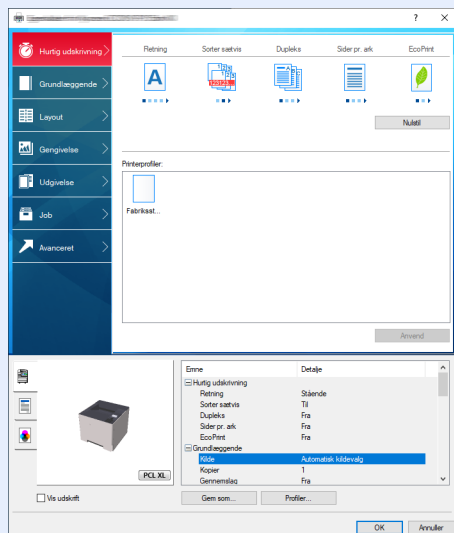 ? X
Hurtig udskrivning
Grundlæggende
Layout
Gengivelse
Udgivelse
Job
Avanceret
Retning Sorter sætvis Dupleks Sider pr. ark EcoPrint
A
123123
Nulstil
Printerprofiler:
Fabriksst...
Anvend
Emne Detalje
Hurtig udskrivning
Retning Stående
Sorter sætvis Til
Dupleks Fra
Sider pr. ark Fra
EcoPrint Fra
Grundlæggende
Kilde Automatisk kildevalg
Kopier 1
Gennemslag Fra
PCL XL
Vis udskrift
Gem som... Profiler...
OK Annuller